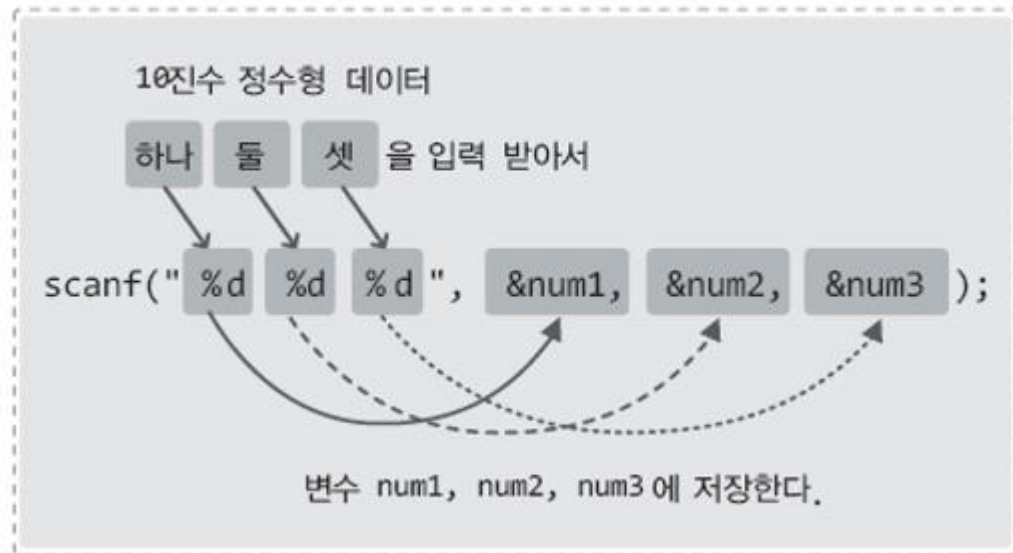 10진수 정수형 데이터
하나 둘 셋 을 입력 받아서
scanf("%d %d %d", &num1, &num2, &num3 );
변수 num1, num2, num3 에 저장한다.